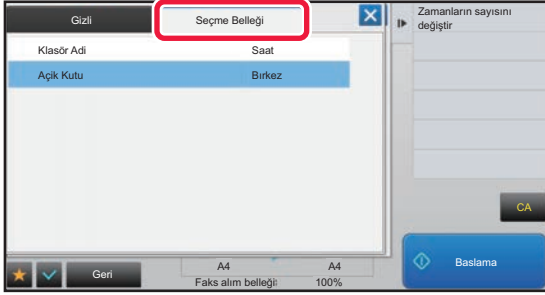 Gizli
Seçme Belleği
Zamanların sayısını
değiştir
Klasör Adi
Saat
Açik Kutu
Bırkez
CA
Baslama
Geri
A4
A4
Faks alım belleği:
100%